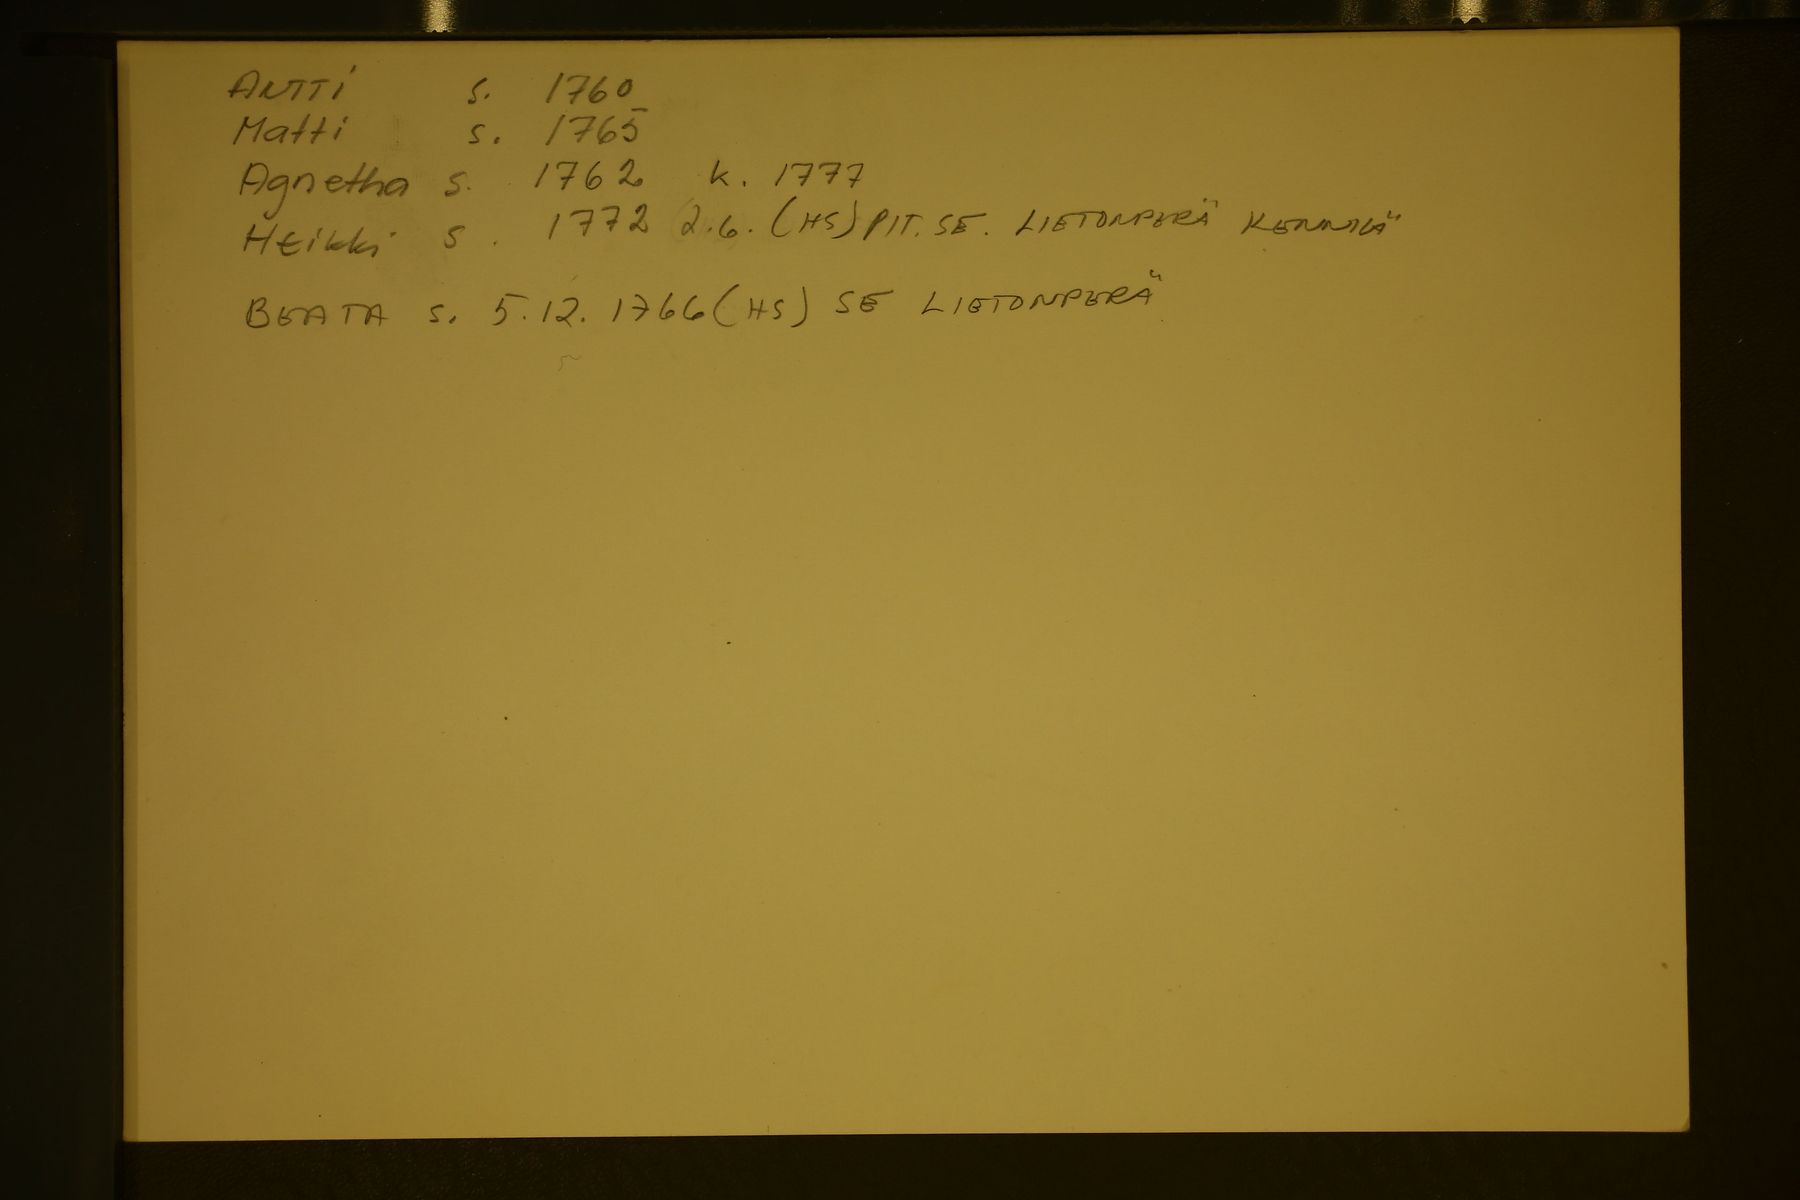 ANTTI s. 1760
Matti s. 1765
Agnetha s. 1762 k. 1777
Heikki s. 1772 2.6. (HS) PIT. SE. LIETONPERÄ KENNILÄ
BEATA s. 5.12. 1766 (HS) SE LIETONPERÄ